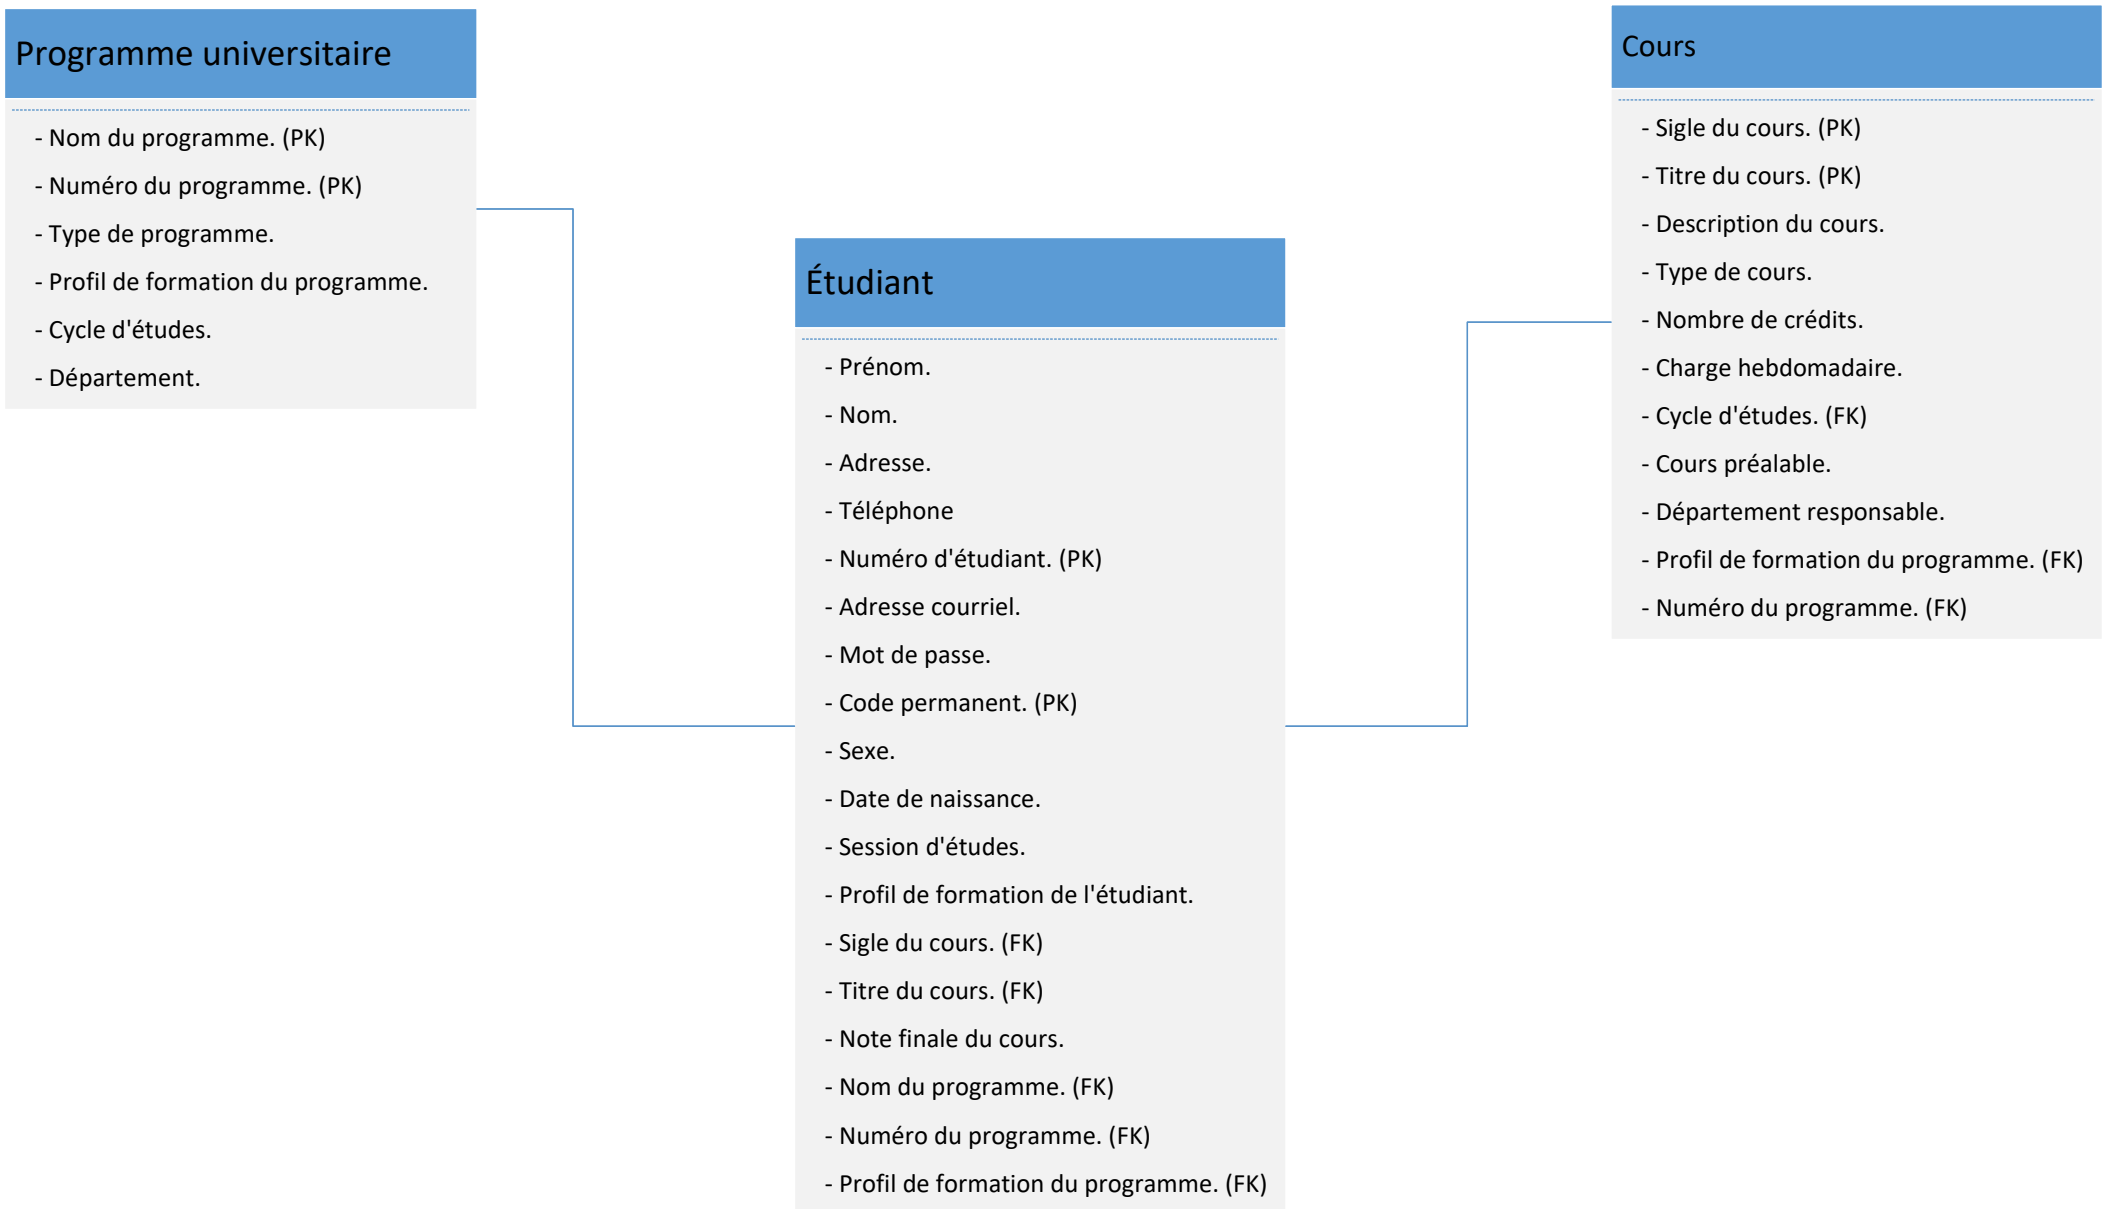 Programme universitaire
- Nom du programme. (PK)
- Numéro du programme. (PK)
- Type de programme.
- Profil de formation du programme.
- Cycle d'études.
- Département.
Étudiant
- Prénom.
- Nom.
- Adresse.
- Téléphone
- Numéro d'étudiant. (PK)
- Adresse courriel.
- Mot de passe.
- Code permanent. (PK)
- Sexe.
- Date de naissance.
- Session d'études.
- Profil de formation de l'étudiant.
- Sigle du cours. (FK)
- Titre du cours. (FK)
- Note finale du cours.
- Nom du programme. (FK)
- Numéro du programme. (FK)
- Profil de formation du programme. (FK)
Cours
- Sigle du cours. (PK)
- Titre du cours. (PK)
- Description du cours.
- Type de cours.
- Nombre de crédits.
- Charge hebdomadaire.
- Cycle d'études. (FK)
- Cours préalable.
- Département responsable.
- Profil de formation du programme. (FK)
- Numéro du programme. (FK)